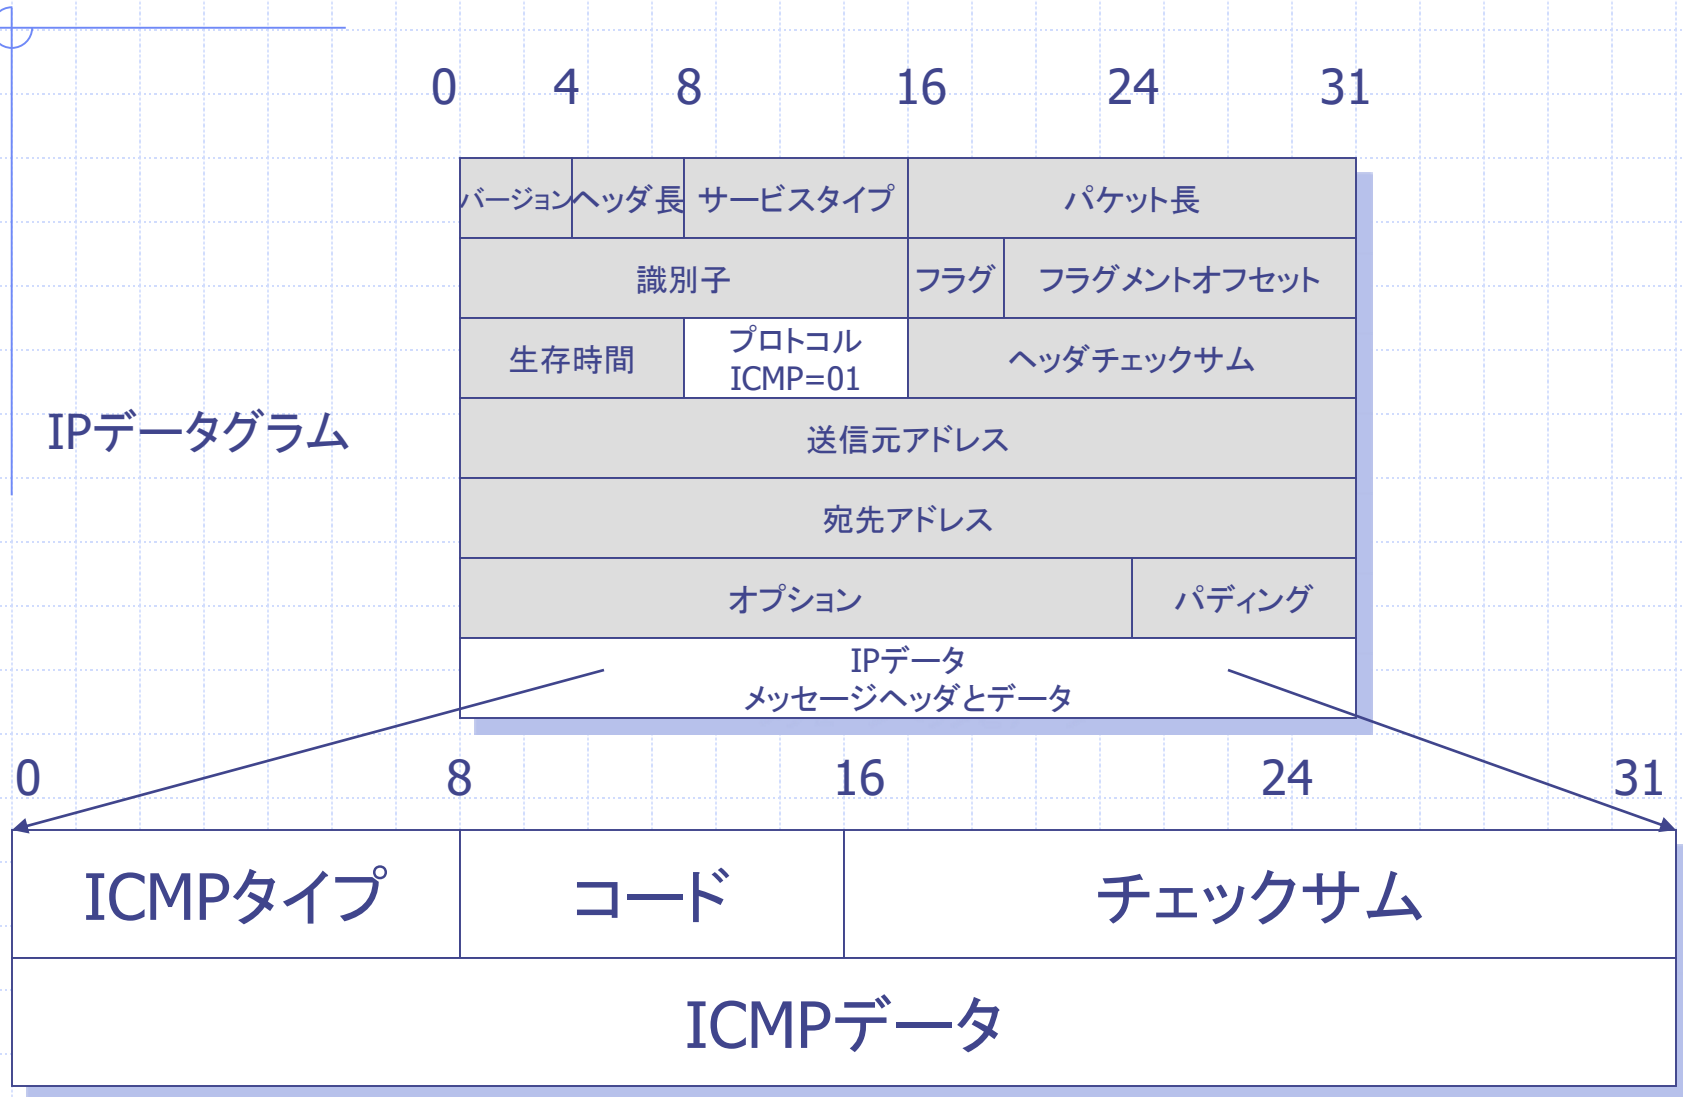 0 4 8 16 24 31
バージョン ヘッダ長 サービスタイプ パケット長
識別子 フラグ フラグメントオフセット
生存時間 プロトコル ヘッダチェックサム
ICMP=01
IPデータグラム
送信元アドレス
宛先アドレス
オプション パディング
IPデータ
メッセージヘッダとデータ
0 8 16 24 31
ICMPタイプ コード チェックサム
ICMPデータ